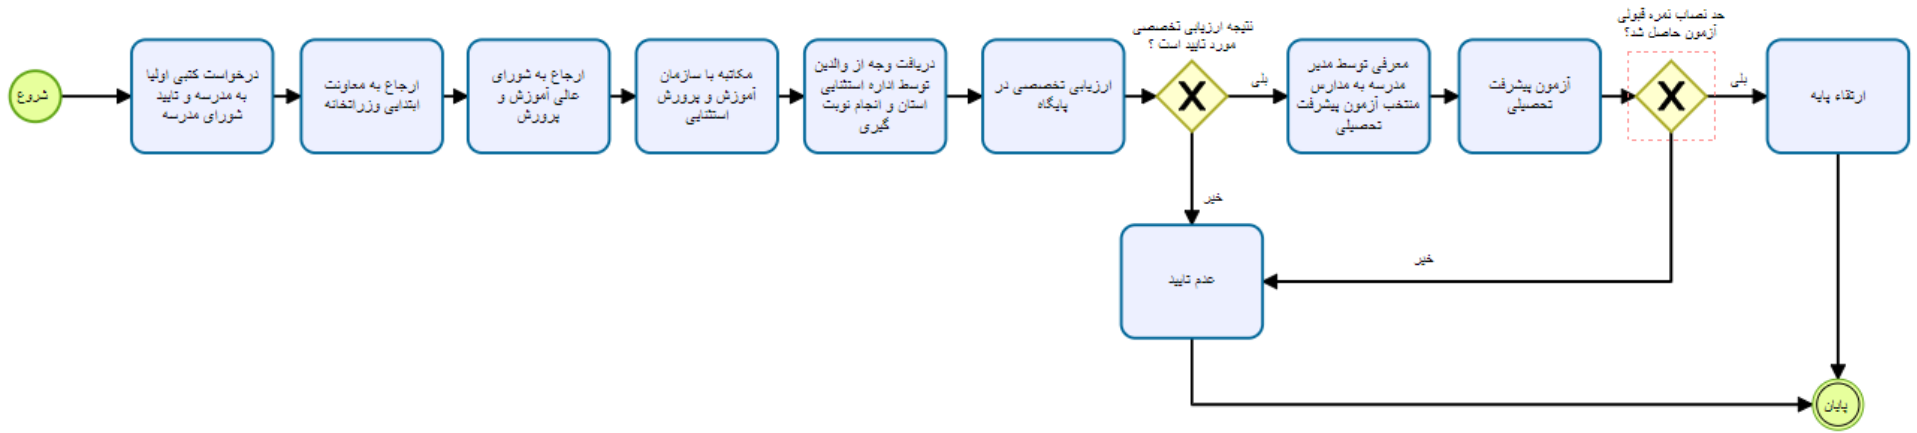 شروع
درخواست کتبی اولیا
به مدرسه و تایید
شورای مدرسه
ارجاع به معاونت
ابتدایی وزراتخانه
ارجاع به شورای
عالی آموزش و
پرورش
مکاتبه با سازمان
آموزش و پرورش
استثنایی
دریافت وجه از والدین
توسط اداره استثنایی
استان و انجام نوبت
گیری
ارزیابی تخصصی در
پایگاه
نتیجه ارزیابی تخصصی
مورد تایید است ؟
بلی
خیر
معرفی توسط مدیر
مدرسه به مدارس
منتخب آزمون پیشرفت
تحصیلی
آزمون پیشرفت
تحصیلی
حد نصاب نمره قبولی
آزمون حاصل شد؟
بلی
خیر
ارتقاء پایه
عدم تایید
پایان